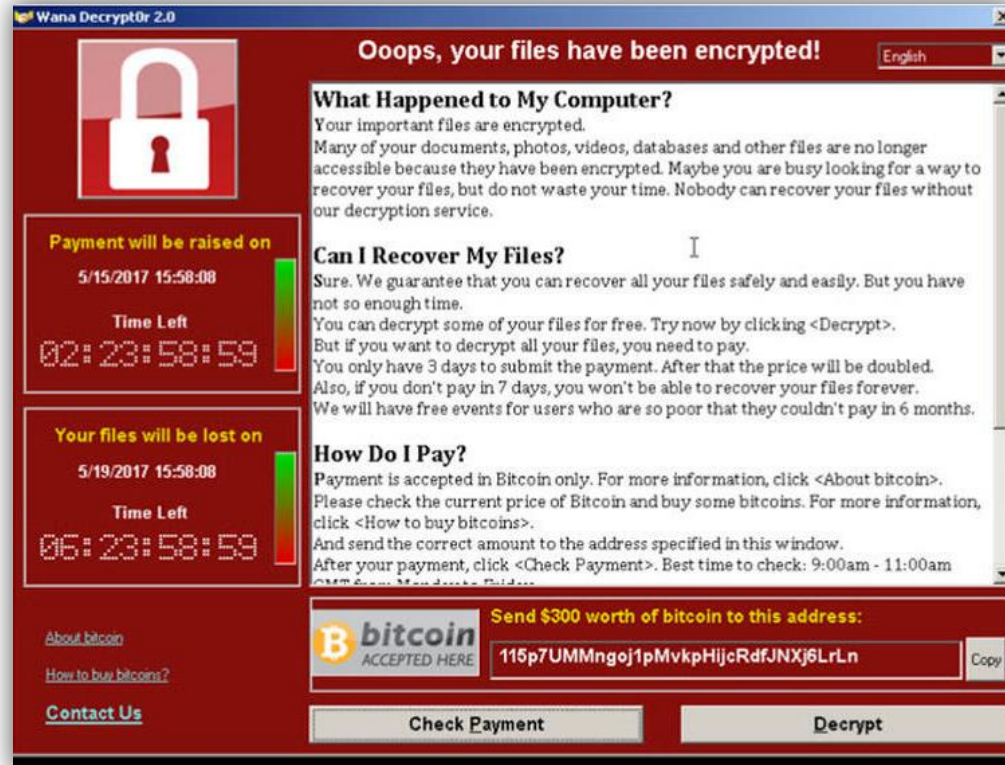 Wana Decrypt0r 2.0
Ooops, your files have been encrypted!
English
What Happened to My Computer?
Your important files are encrypted.
Many of your documents, photos, videos, databases and other files are no longer
accessible because they have been encrypted. Maybe you are busy looking for a way to
recover your files, but do not waste your time. Nobody can recover your files without
our decryption service.
Can I Recover My Files?
Sure. We guarantee that you can recover all your files safely and easily. But you have
not so enough time.
You can decrypt some of your files for free. Try now by clicking <Decrypt>.
But if you want to decrypt all your files, you need to pay.
You only have 3 days to submit the payment. After that the price will be doubled.
Also, if you don't pay in 7 days, you won't be able to recover your files forever.
We will have free events for users who are so poor that they couldn't pay in 6 months.
How Do I Pay?
Payment is accepted in Bitcoin only. For more information, click <About bitcoin>.
Please check the current price of Bitcoin and buy some bitcoins. For more information,
click <How to buy bitcoins>.
And send the correct amount to the address specified in this window.
After your payment, click <Check Payment>. Best time to check: 9:00am - 11:00am
GMT from Monday to Friday
Payment will be raised on
5/15/2017 15:58:08
Time Left
02:23:58:59
Your files will be lost on
5/19/2017 15:58:08
Time Left
06:23:58:59
About bitcoin
How to buy bitcoins?
Contact Us
bitcoin
ACCEPTED HERE
Send $300 worth of bitcoin to this address:
115p7UMMngoj1pMvkpHijcRdfJNXj6LrLn
Copy
Check Payment
Decrypt